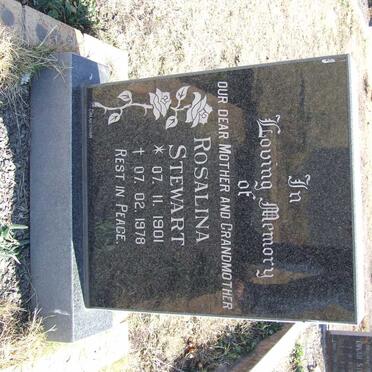 In
Loving Memory
of
OUR DEAR MOTHER AND GRANDMOTHER
ROSALINA
STEWART
* 07. 11. 1901
† 07. 02. 1978
REST IN PEACE.